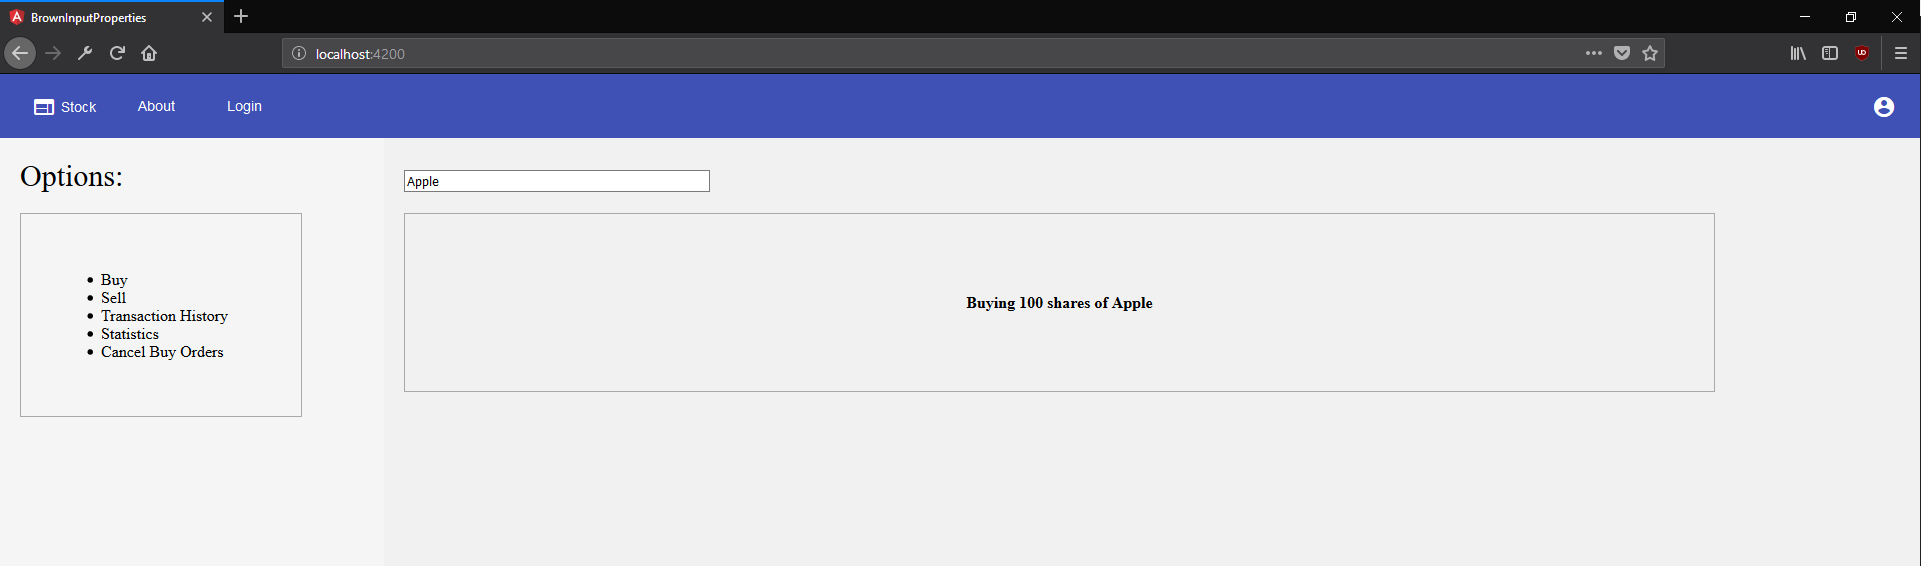 BrownInputProperties
localhost:4200
Stock About Login
Options:
Apple
Buy
Sell
Transaction History
Statistics
Cancel Buy Orders
Buying 100 shares of Apple